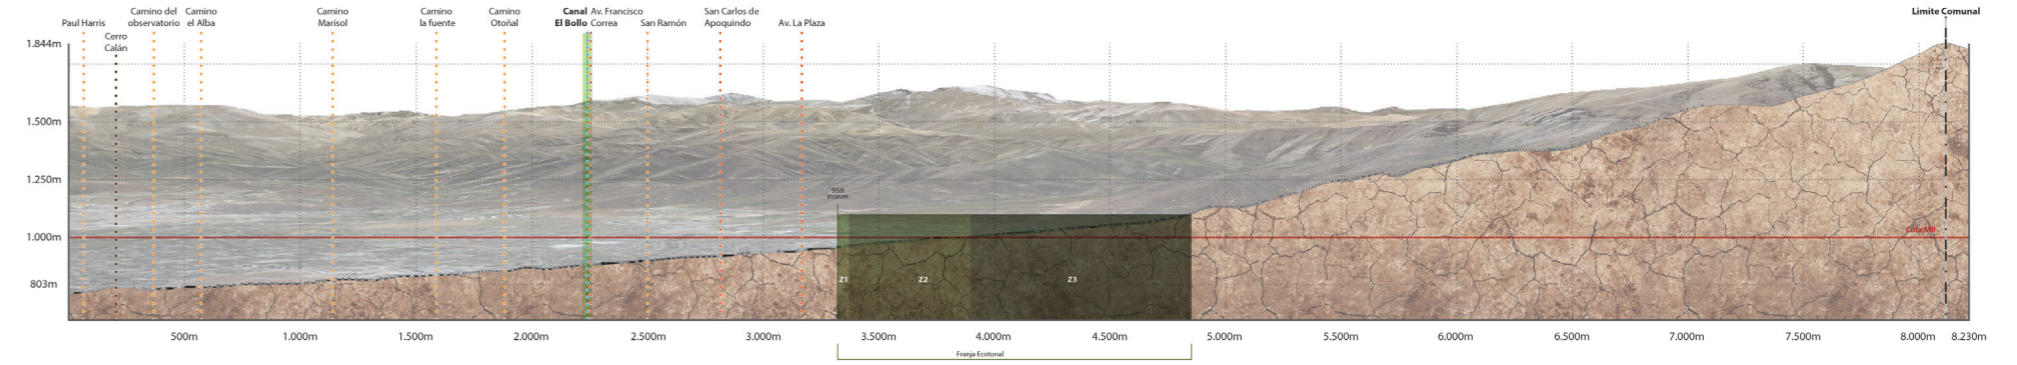 Paul Harris
Cerro
Calán
Camino del
observatorio
Camino
el Alba
Camino
Marisol
Camino
la fuente
Camino
Otoñal
Canal
El Bollo
Av. Francisco
Correa
San Ramón
San Carlos de
Apoquindo
Av. La Plaza
Limite Comunal
1.844m
1.500m
1.250m
1.000m
803m
959
msnm
Cota Mil
Z1
Z2
Z3
500m
1.000m
1.500m
2.000m
2.500m
3.000m
3.500m
4.000m
4.500m
5.000m
5.500m
6.000m
6.500m
7.000m
7.500m
8.000m
8.230m
Franja Ecotonal